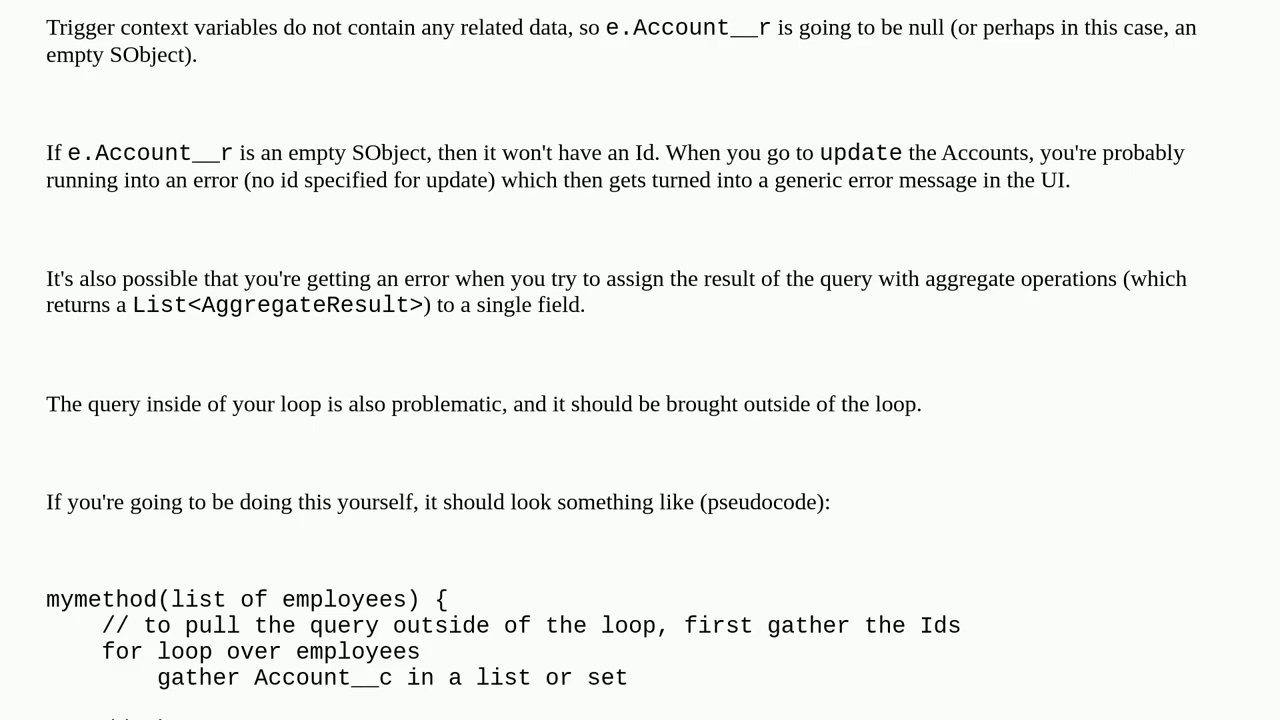 Trigger context variables do not contain any related data, so e.Account__r is going to be null (or perhaps in this case, an
empty SObject).
If e.Account__r is an empty SObject, then it won't have an Id. When you go to update the Accounts, you're probably
running into an error (no id specified for update) which then gets turned into a generic error message in the UI.
It's also possible that you're getting an error when you try to assign the result of the query with aggregate operations (which
returns a List<AggregateResult>) to a single field.
The query inside of your loop is also problematic, and it should be brought outside of the loop.
If you're going to be doing this yourself, it should look something like (pseudocode):
mymethod(list of employees) {
    // to pull the query outside of the loop, first gather the Ids
    for loop over employees
        gather Account__c in a list or set